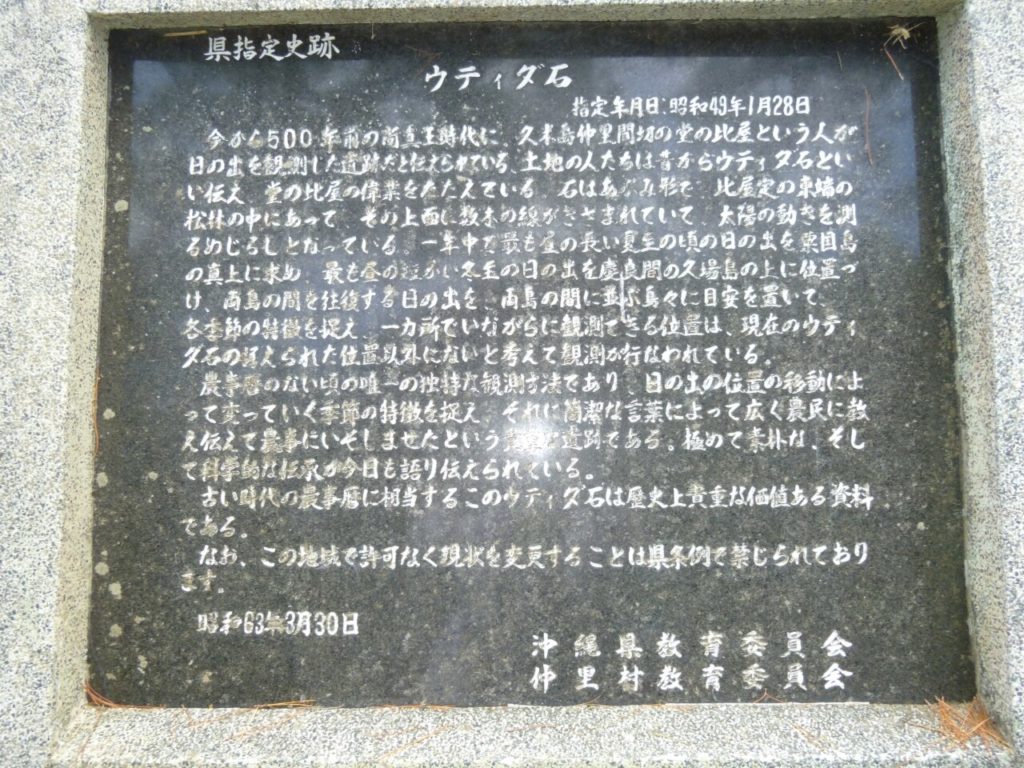 県指定史跡
ウティダ石
指定年月日:昭和49年1月28日
今から500年前の尚真王時代に、久米島仲里間切の堂の比屋という人が
日の出を観測した遺跡だと伝えられている。土地の人たちは昔からウティダ石とい
い伝え、堂の比屋の偉業をたたえている。石はあぶみ形で、比屋定の東端の
松林の中にあって、その上面に数本の線がきざまれていて、太陽の動きを測
るめじるしとなっている。一年中で最も昼の長い夏至の頃の日の出を粟国島
の真上に求め、最も昼の短かい冬至の日の出を慶良間の久場島の上に位置づ
け、両島の間を往復する日の出を、両島の間に並ぶ島々に目安を置いて、
各季節の特徴を捉え、一カ所でいながらに観測できる位置は、現在のウティ
ダ石の据えられた位置以外にないと考えて観測が行なわれている。
農事暦のない頃の唯一の独特な観測方法であり、日の出の位置の移動によ
って変っていく季節の特徴を捉え、それに簡潔な言葉によって広く農民に教
え伝えて農事にいそしませたという 遺跡である。極めて素朴な、そし
て科学的な伝承が今日も語り伝えられている。
古い時代の農事暦に相当するこのウティダ石は歴史上貴重な価値ある資料
である。
なお、この地域で許可なく現状を変更することは県条例で禁じられており
ます。
昭和63年3月30日
沖縄県教育委員会
仲里村教育委員会